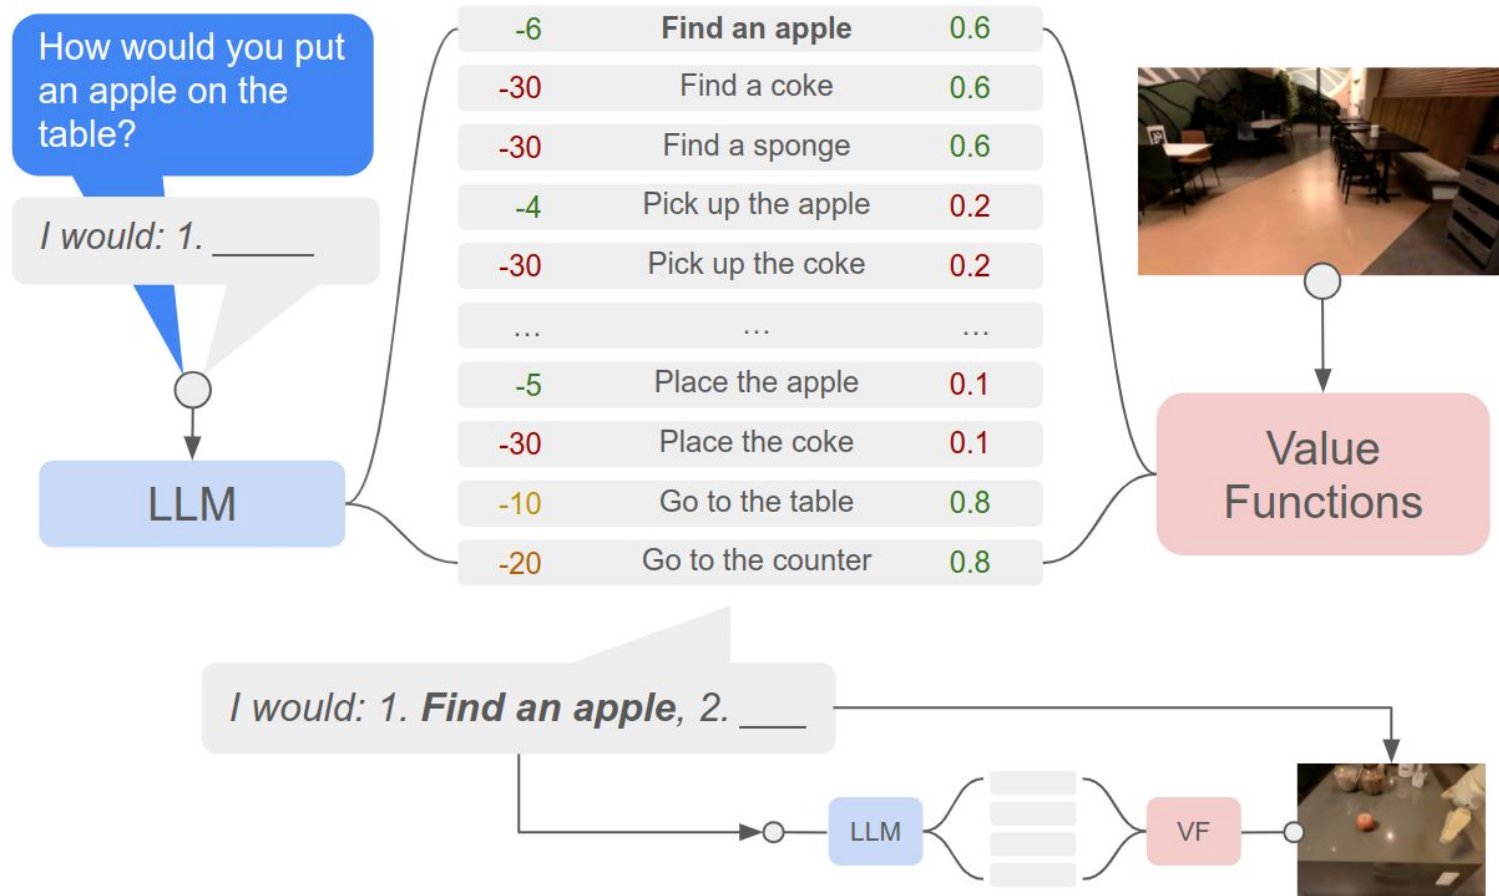 How would you put
an apple on the
table?
I would: 1. _____
LLM
-6 Find an apple 0.6
-30 Find a coke 0.6
-30 Find a sponge 0.6
-4 Pick up the apple 0.2
-30 Pick up the coke 0.2
... ... ...
-5 Place the apple 0.1
-30 Place the coke 0.1
-10 Go to the table 0.8
-20 Go to the counter 0.8
Value
Functions
I would: 1. Find an apple, 2. ___
LLM
VF